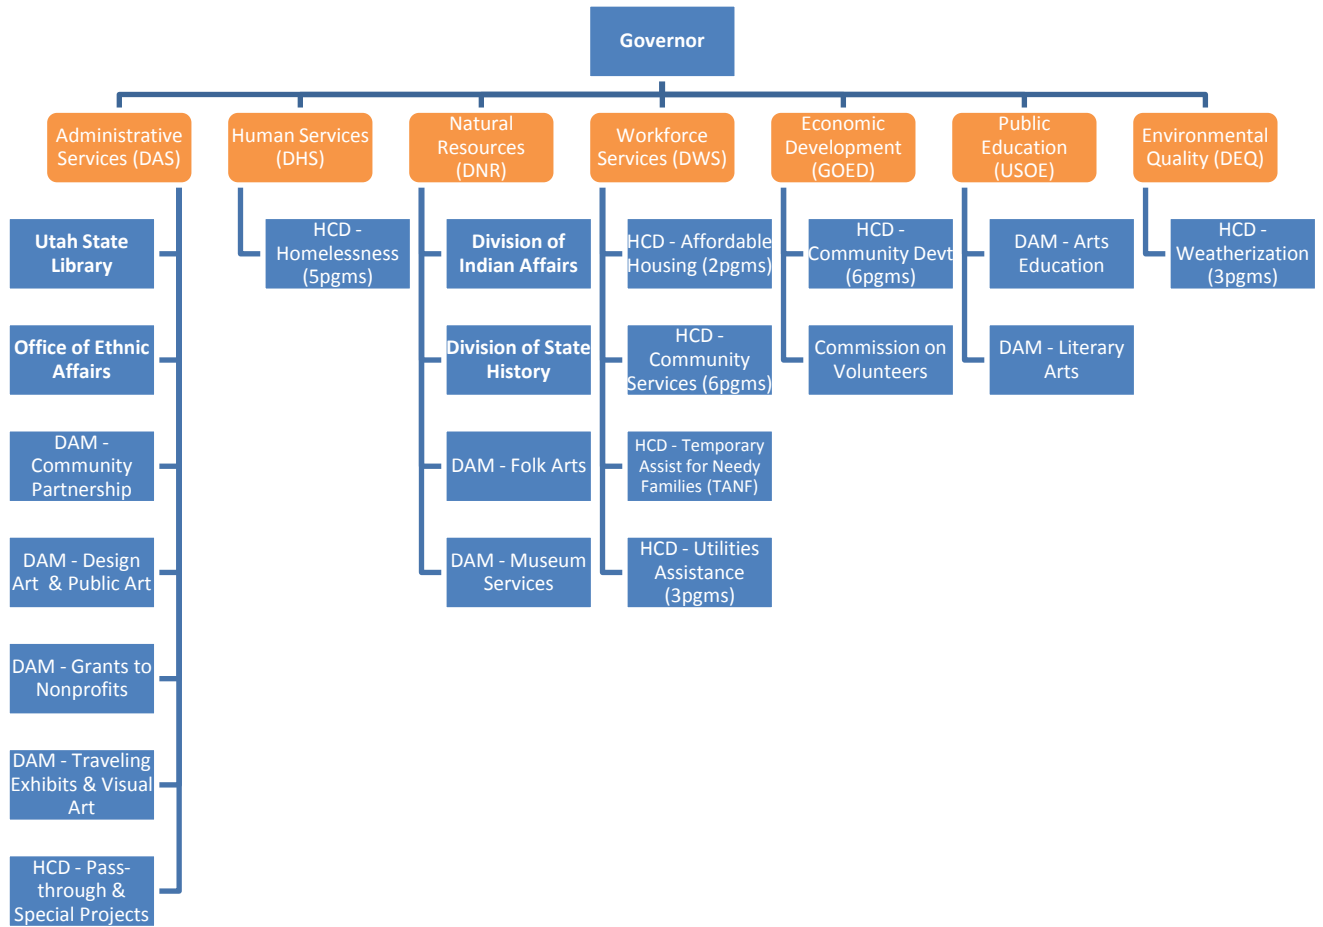 Governor
Administrative
Services (DAS)
Human Services
(DHS)
Natural
Resources
(DNR)
Workforce
Services (DWS)
Economic
Development
(GOED)
Public
Education
(USOE)
Environmental
Quality (DEQ)
Utah State
Library
Office of Ethnic
Affairs
DAM -
Community
Partnership
DAM - Design
Art  & Public Art
DAM - Grants to
Nonprofits
DAM - Traveling
Exhibits & Visual
Art
HCD - Pass-
through &
Special Projects
HCD -
Homelessness
(5pgms)
Division of
Indian Affairs
Division of State
History
DAM - Folk Arts
DAM - Museum
Services
HCD - Affordable
Housing (2pgms)
HCD -
Community
Services (6pgms)
HCD - Temporary
Assist for Needy
Families (TANF)
HCD - Utilities
Assistance
(3pgms)
HCD -
Community Devt
(6pgms)
Commission on
Volunteers
DAM - Arts
Education
DAM - Literary
Arts
HCD -
Weatherization
(3pgms)